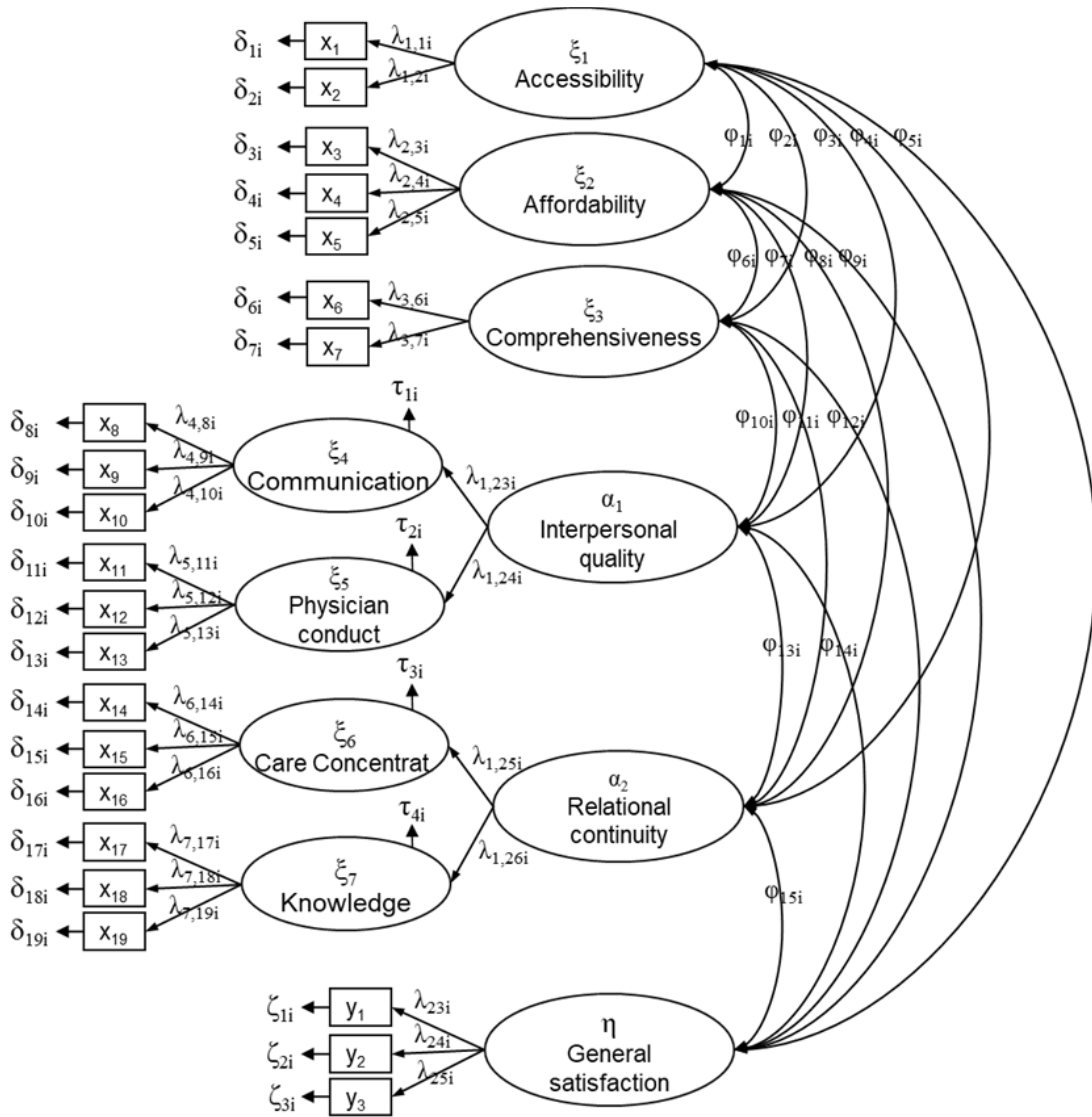 δ1i x1 λ1,1i
δ2i x2 λ1,2i
ξ1
Accessibility
φ1i φ2i φ3i φ4i φ5i
δ3i x3 λ2,3i
δ4i x4 λ2,4i
δ5i x5 λ2,5i
ξ2
Affordability
φ6i φ7i φ8i φ9i
δ6i x6 λ3,6i
δ7i x7 λ3,7i
ξ3
Comprehensiveness
φ10i φ11i φ12i
τ1i
δ8i x8 λ4,8i
δ9i x9 λ4,9i
δ10i x10 λ4,10i
ξ4
Communication
λ1,23i
α1
Interpersonal
quality
τ2i
δ11i x11 λ5,11i
δ12i x12 λ5,12i
δ13i x13 λ5,13i
ξ5
Physician
conduct
λ1,24i
φ13i φ14i
τ3i
δ14i x14 λ6,14i
δ15i x15 λ6,15i
δ16i x16 λ6,16i
ξ6
Care Concentrat
λ1,25i
α2
Relational
continuity
τ4i
δ17i x17 λ7,17i
δ18i x18 λ7,18i
δ19i x19 λ7,19i
ξ7
Knowledge
λ1,26i
φ15i
ζ1i y1 λ23i
ζ2i y2 λ24i
ζ3i y3 λ25i
η
General
satisfaction